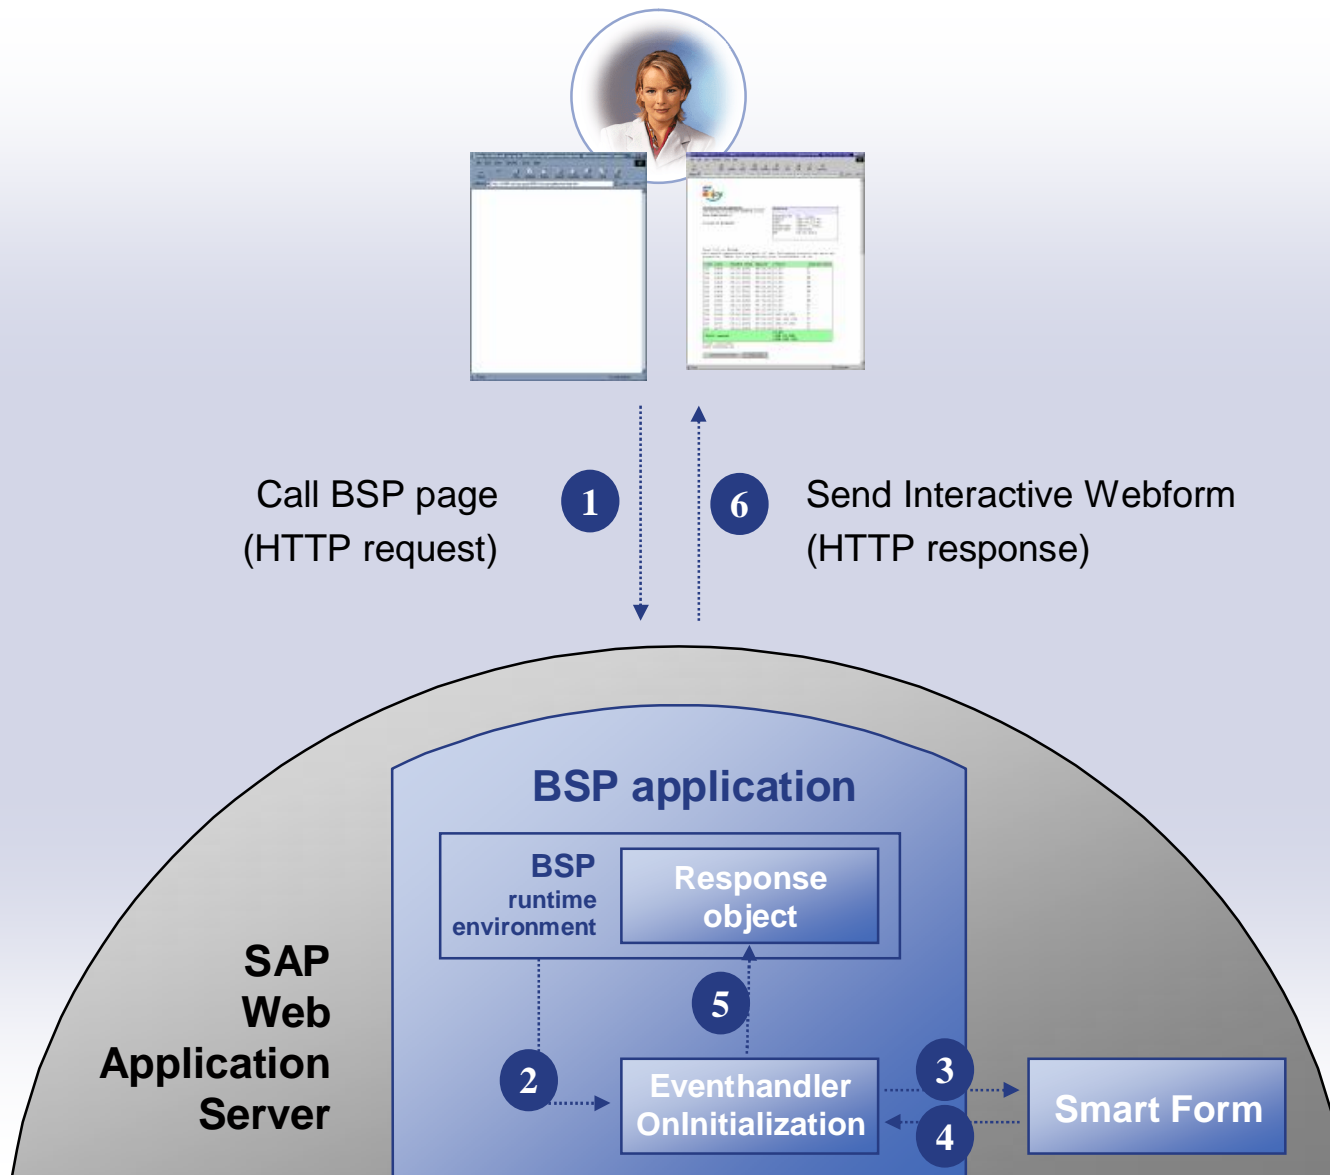 Call BSP page
(HTTP request)
1
6
Send Interactive Webform
(HTTP response)
BSP application
BSP
runtime
environment
Response
object
SAP
Web
Application
Server
5
2
Eventhandler
OnInitialization
3
4
Smart Form